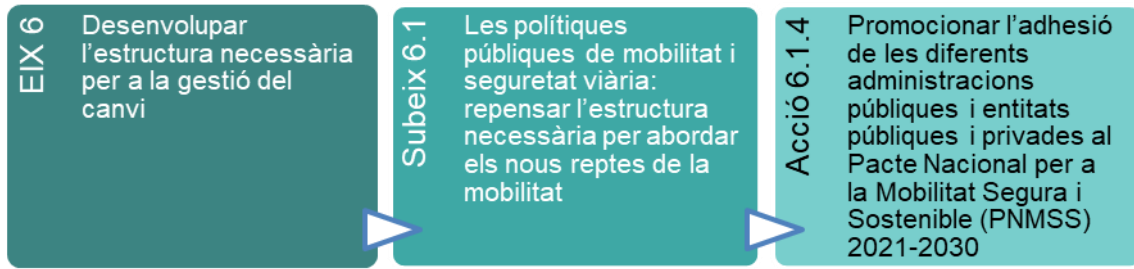 EIX 6
Desenvolupar
l’estructura necessària
per a la gestió del
canvi
Subeix 6.1
Les polítiques
públiques de mobilitat i
seguretat viària:
repensar l’estructura
necessària per abordar
els nous reptes de la
mobilitat
Acció 6.1.4
Promocionar l’adhesió
de les diferents
administracions
públiques i entitats
públiques i privades al
Pacte Nacional per a
la Mobilitat Segura i
Sostenible (PNMSS)
2021-2030